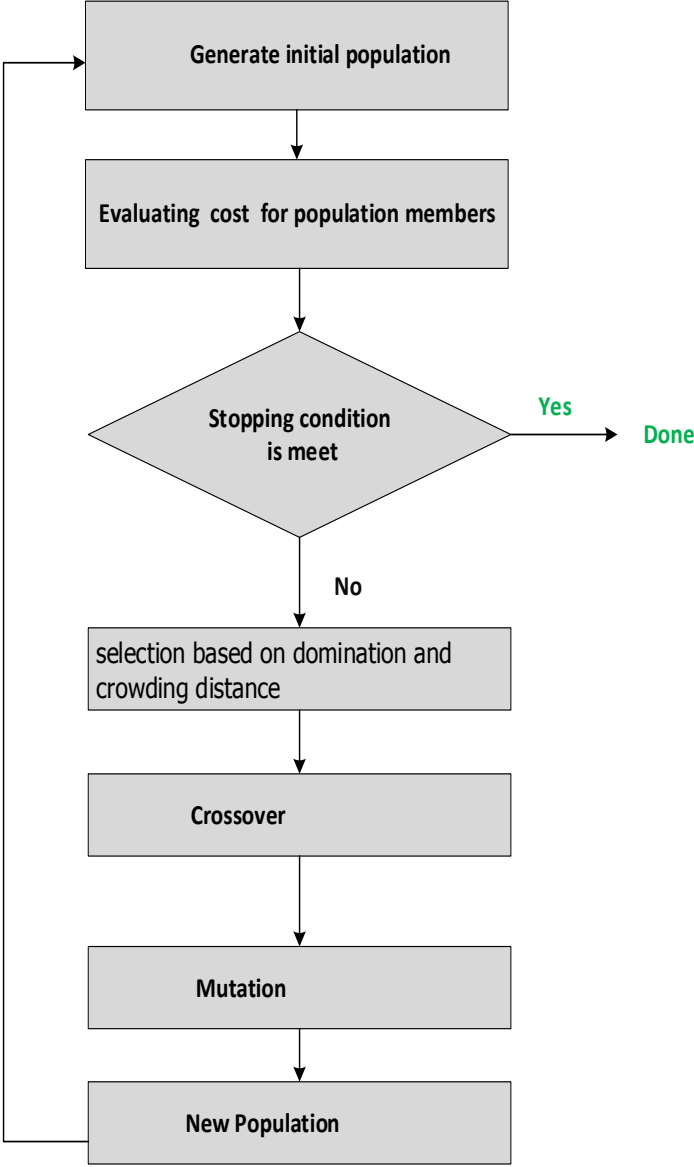 Generate initial population
Evaluating cost for population members
Stopping condition
is meet
Yes
Done
No
selection based on domination and
crowding distance
Crossover
Mutation
New Population